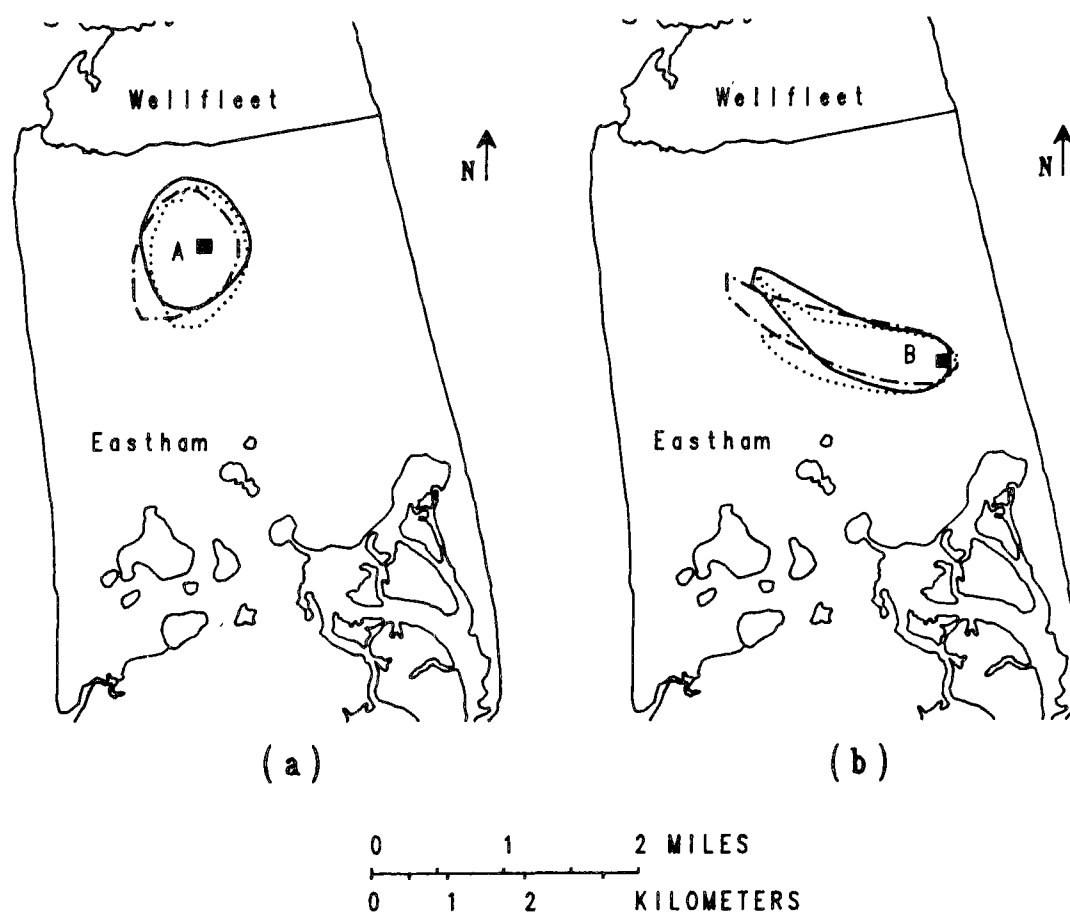 Wellfleet
N
A
Eastham
(a)
Wellfleet
N
B
Eastham
(b)
0 1 2 MILES
0 1 2 KILOMETERS